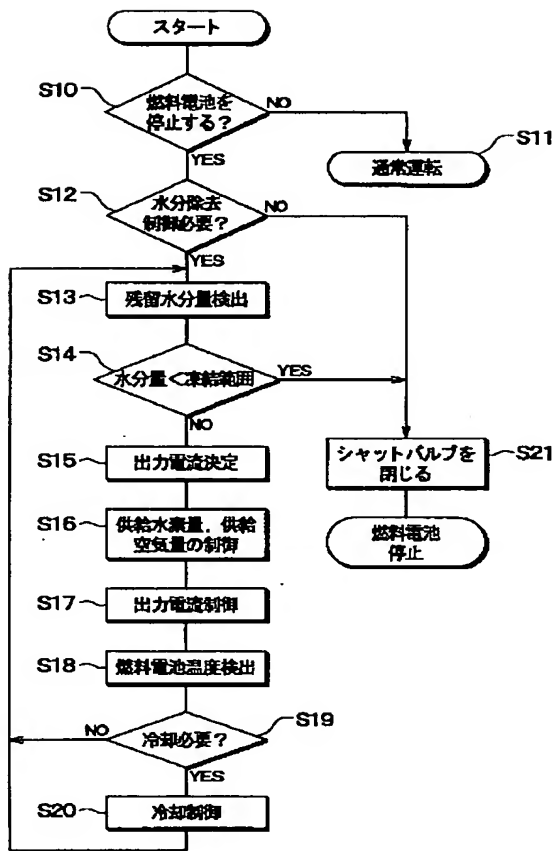 スタート
S10
燃料電池を
停止する？
NO
YES
S11
通常運転
S12
水分除去
制御必要？
NO
YES
S13
残留水分量検出
S14
水分量<凍結範囲
YES
NO
S15
出力電流決定
S16
供給水素量，供給
空気量の制御
S17
出力電流制御
S18
燃料電池温度検出
S19
冷却必要？
NO
YES
S20
冷却制御
S21
シャットバルブを
閉じる
燃料電池
停止